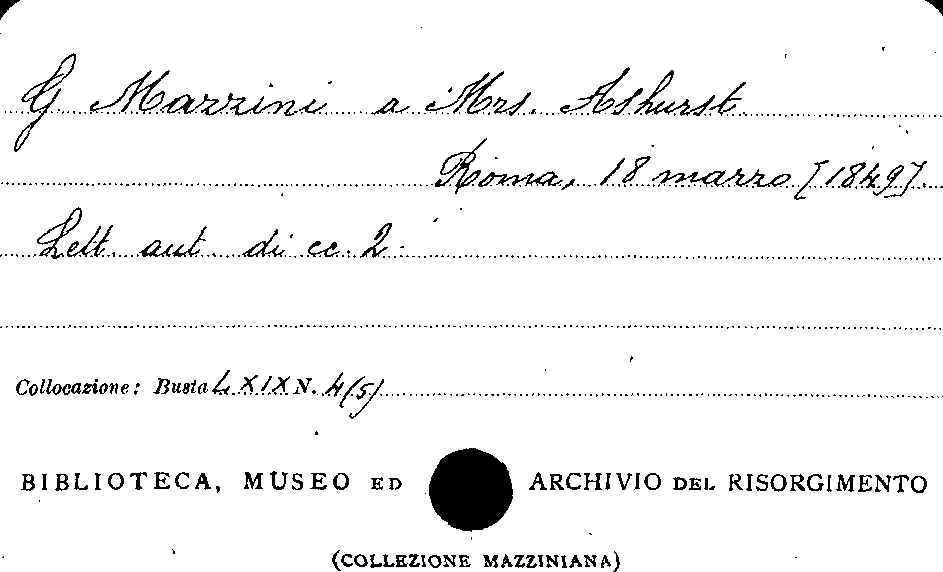 G Mazzini a Mrs. Ashurst.
Roma, 18 marzo [1849].
Lett. aut. di cc. 2.
Collocazione: Busta LXIX N. 4(5)
BIBLIOTECA, MUSEO ED ARCHIVIO DEL RISORGIMENTO
(COLLEZIONE MAZZINIANA)